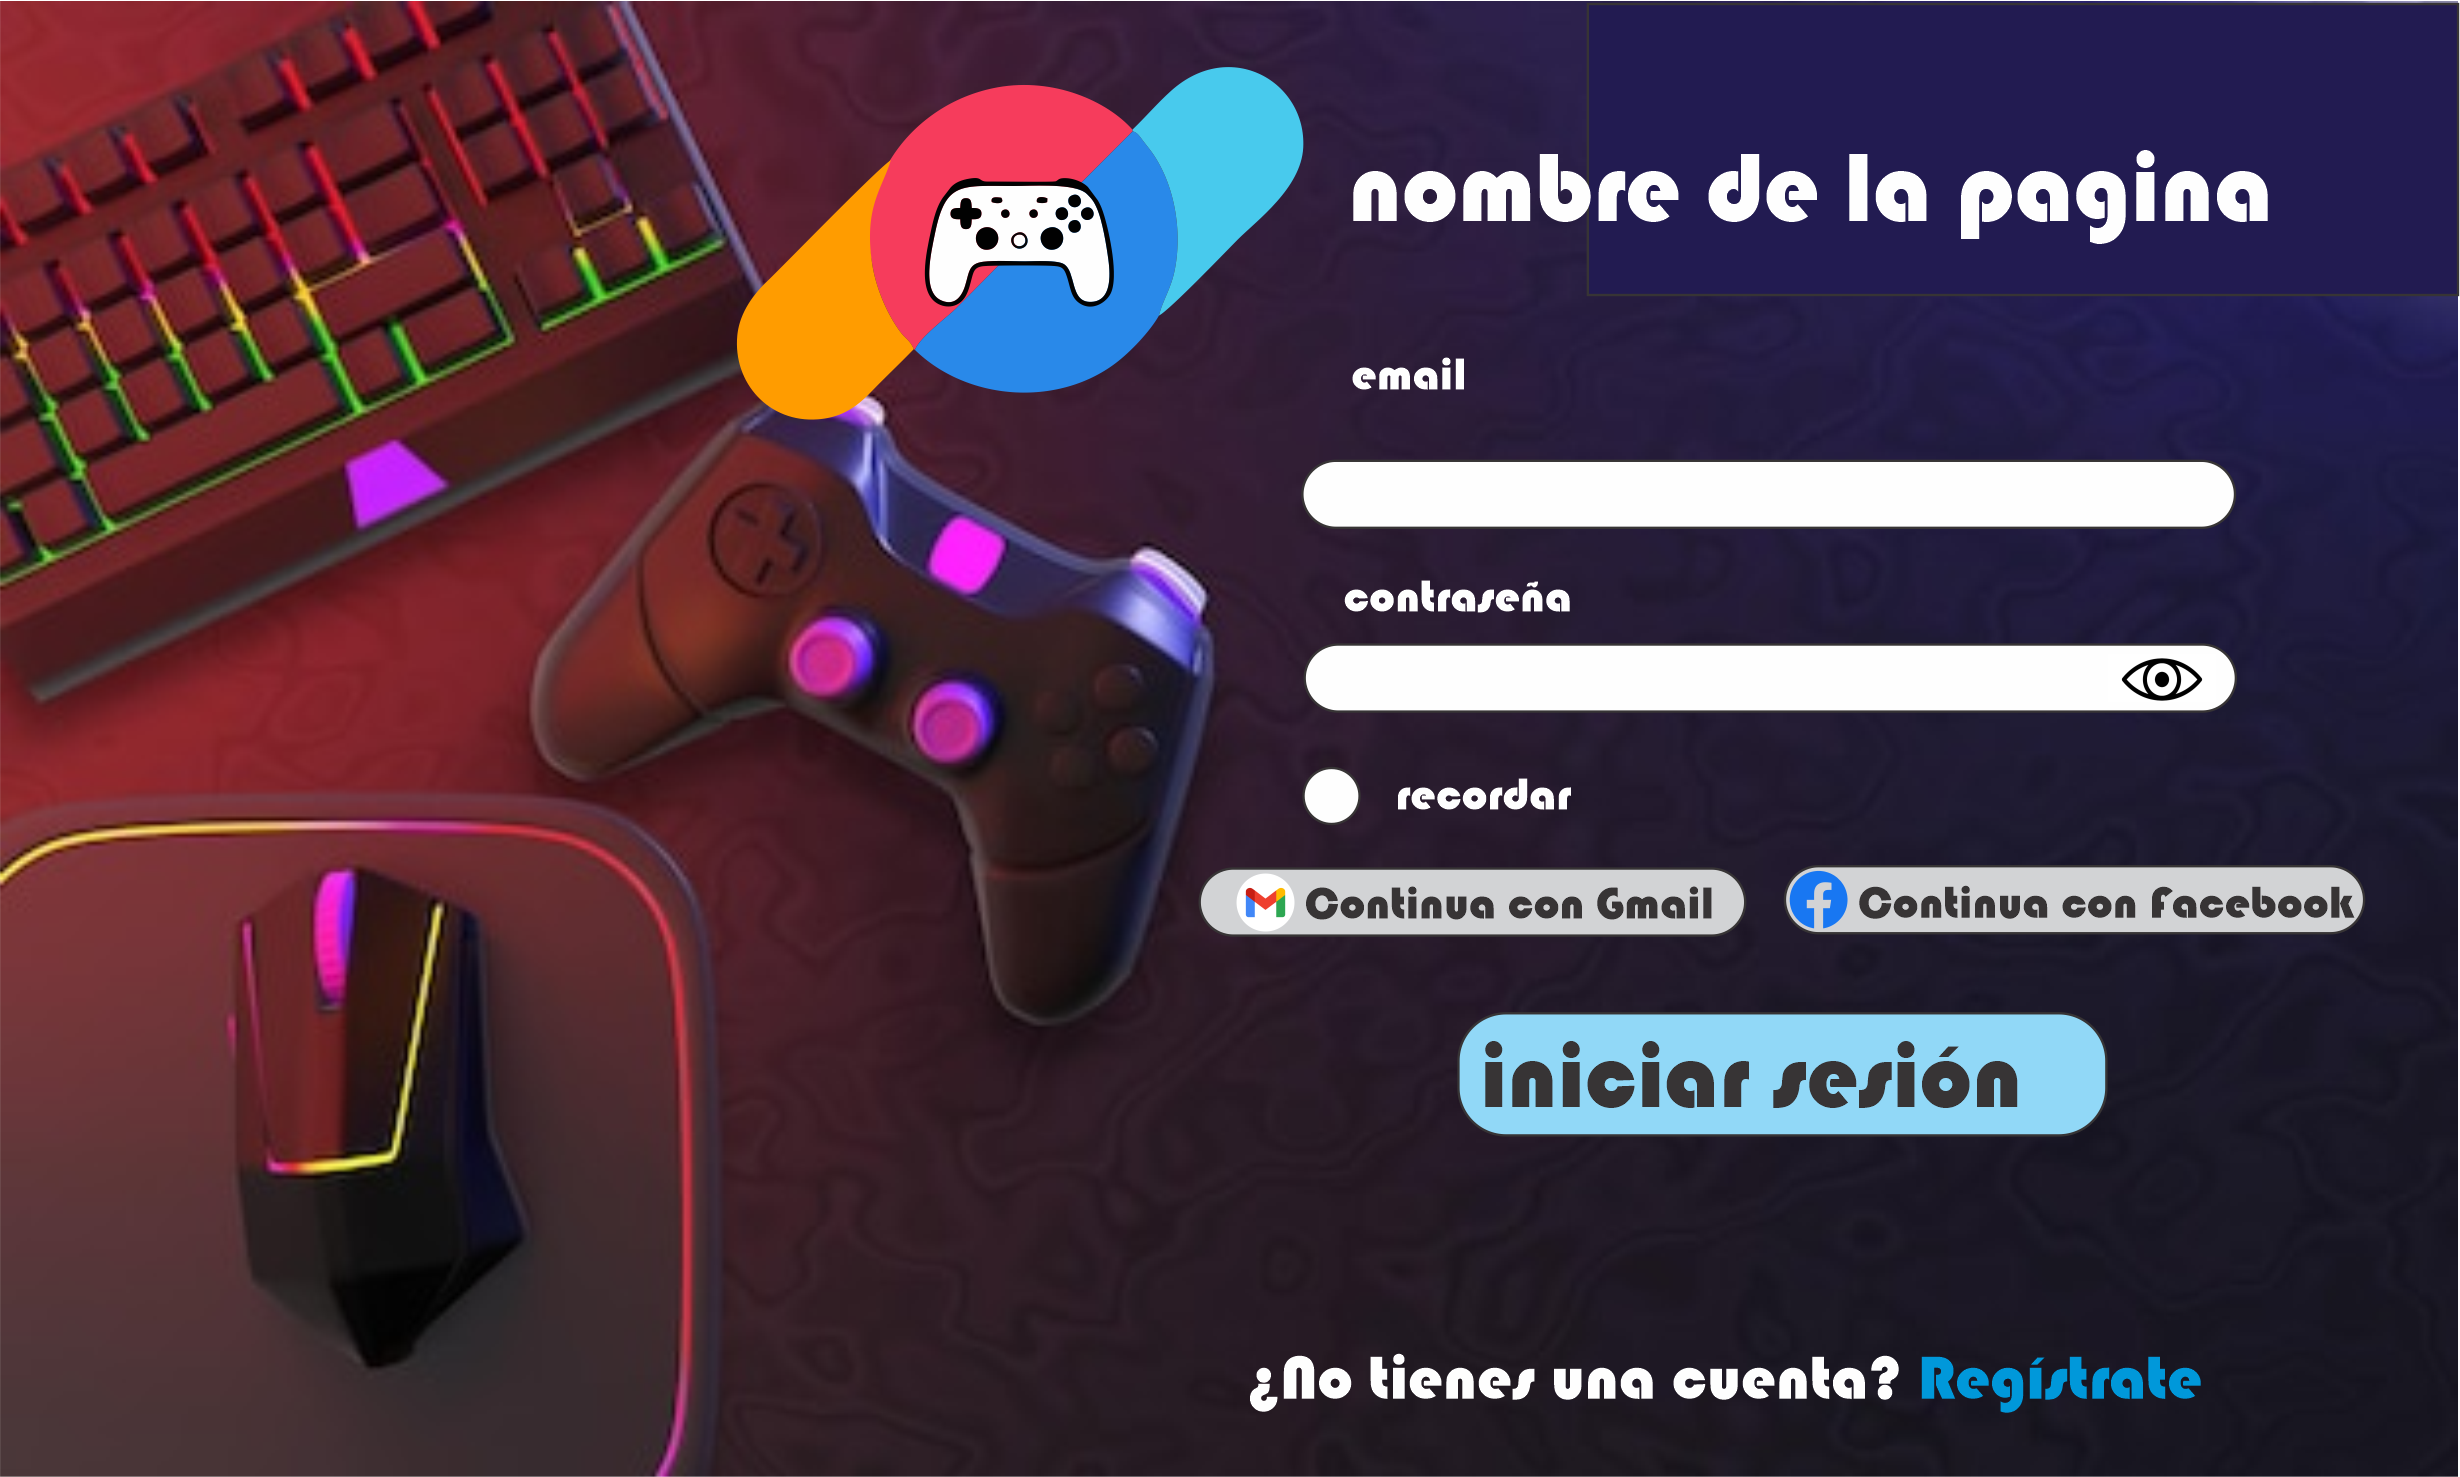 nombre de la pagina
email
contraseña
recordar
Continua con Gmail
Continua con Facebook
iniciar sesión
¿No tienes una cuenta? Regístrate